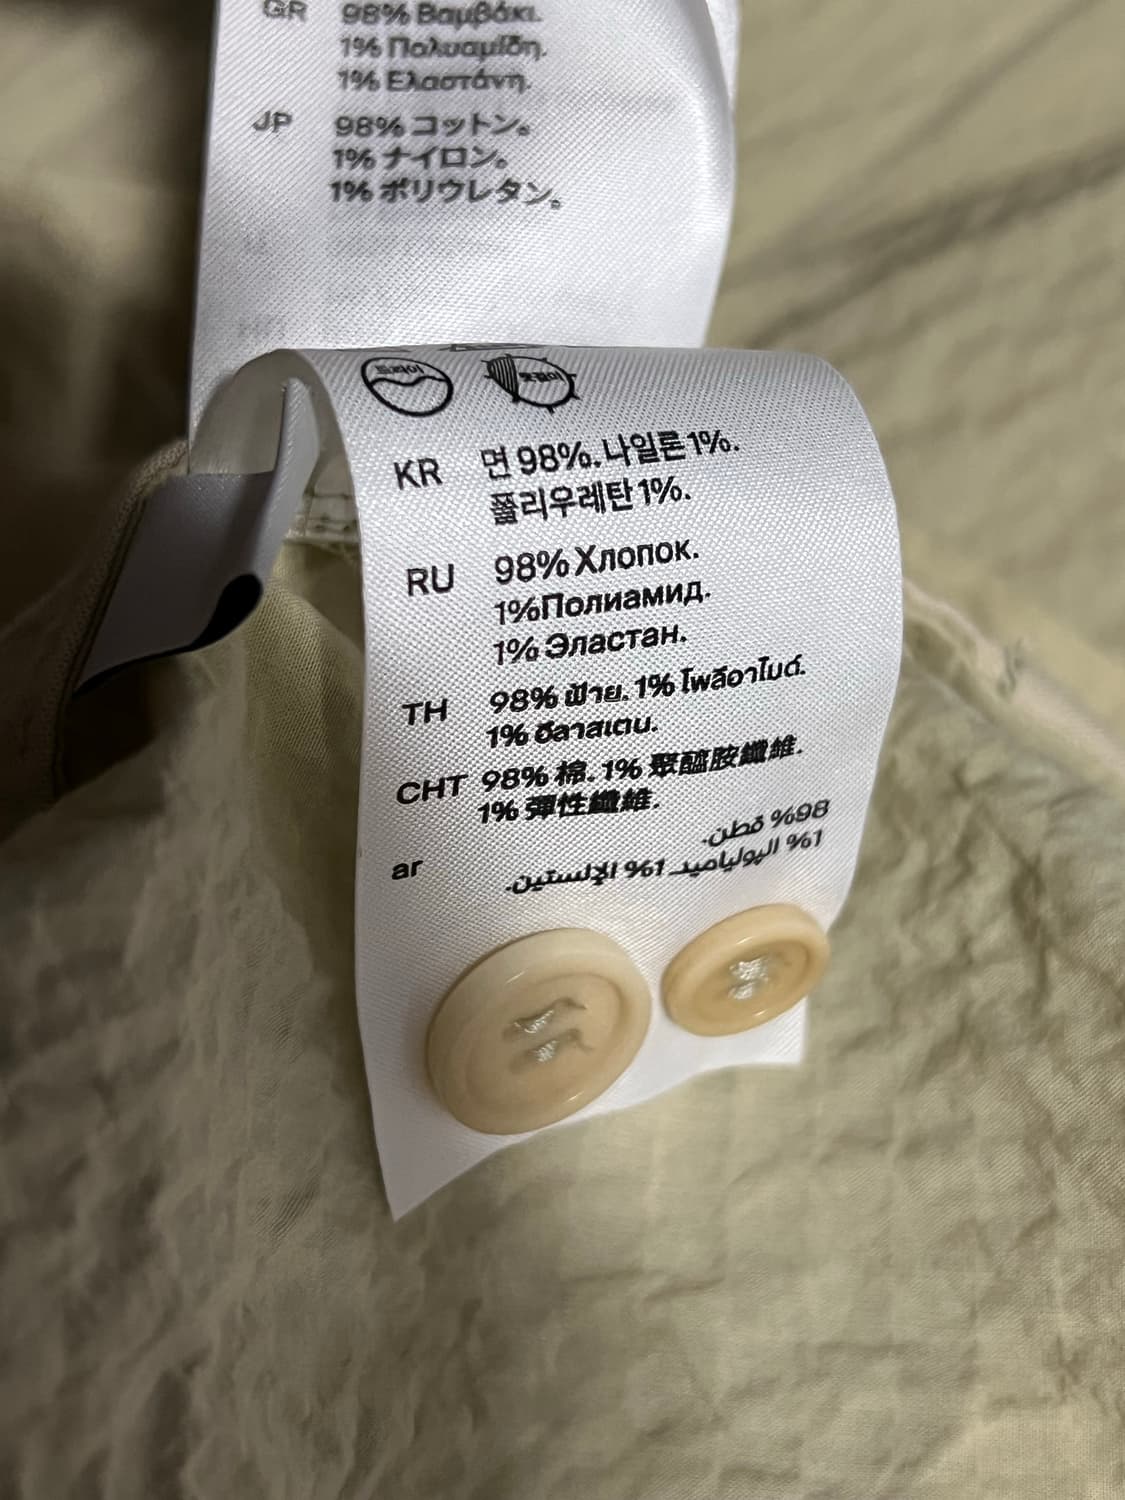 GR 98% Βαμβάκι.
1% Πολυαμίδη.
1% Ελαστάνη.
JP 98% コットン。
1% ナイロン。
1% ポリウレタン。
KR 면 98%. 나일론 1%.
폴리우레탄 1%.
RU 98% Хлопок.
1%Полиамид.
1% Эластан.
TH 98% ฝ้าย. 1% โพลีอาไมด์.
1% อีลาสเตน.
CHT 98% 棉. 1% 聚醯胺纖維.
1% 彈性纖維.
ar 98% قطن.
1% البولياميد 1% الإلستين.